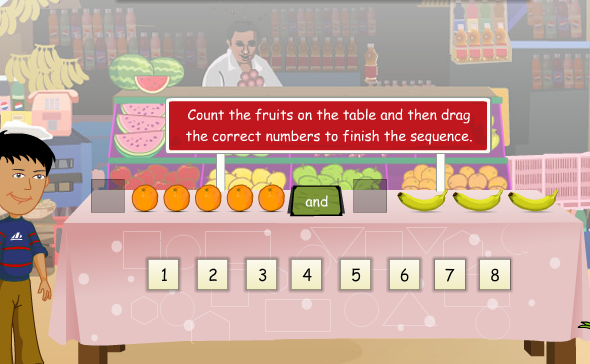 Count the fruits on the table and then drag
the correct numbers to finish the sequence.
and
1 2 3 4 5 6 7 8